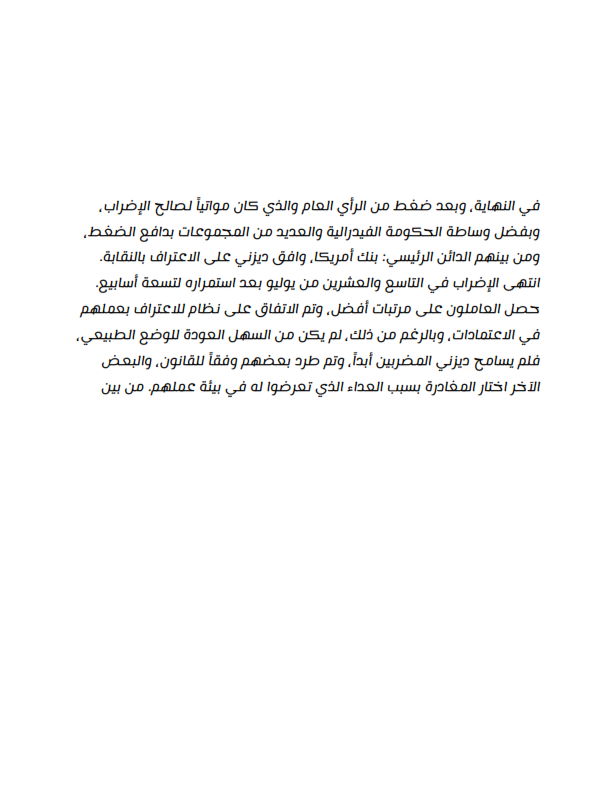 في النهاية، وبعد ضغط من الرأي العام والذي كان مواتياً لصالح الإضراب،
وبفضل وساطة الحكومة الفيدرالية والعديد من المجموعات بدافع الضغط،
ومن بينهم الدائن الرئيسي: بنك أمريكا، وافق ديزني على الاعتراف بالنقابة.
انتهى الإضراب في التاسع والعشرين من يوليو بعد استمراره لتسعة أسابيع.
حصل العاملون على مرتبات أفضل، وتم الاتفاق على نظام للاعتراف بعملهم
في الاعتمادات، وبالرغم من ذلك، لم يكن من السهل العودة للوضع الطبيعي،
فلم يسامح ديزني المضربين أبداً، وتم طرد بعضهم وفقاً للقانون، والبعض
الآخر اختار المغادرة بسبب العداء الذي تعرضوا له في بيئة عملهم. من بين